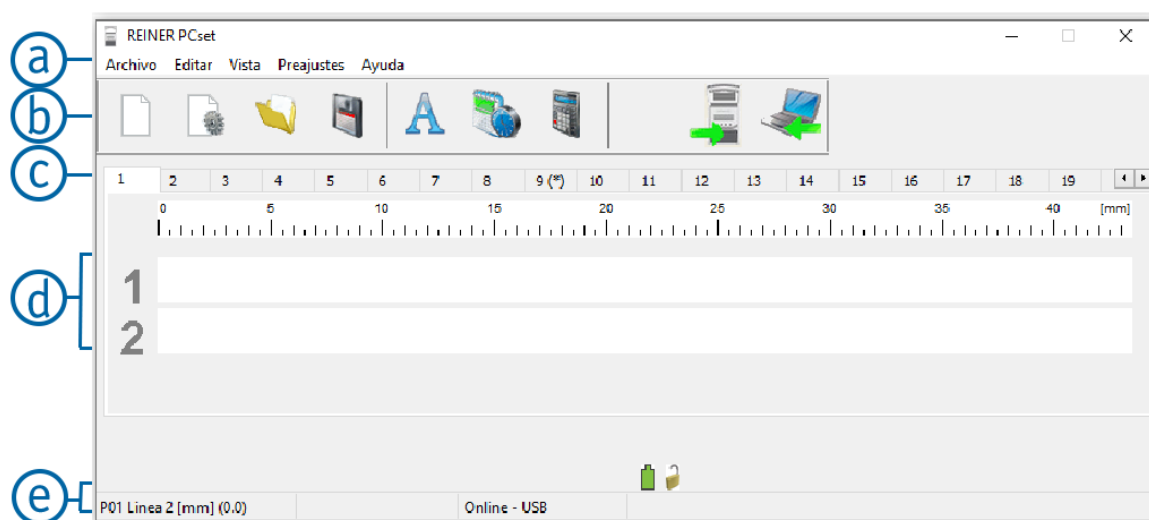 REINER PCset
a
Archivo Editar Vista Preajustes Ayuda
b
A
c
1 2 3 4 5 6 7 8 9 (*) 10 11 12 13 14 15 16 17 18 19
0 5 10 15 20 25 30 35 40 [mm]
d
1
2
e
P01 Linea 2 [mm] (0.0) Online - USB